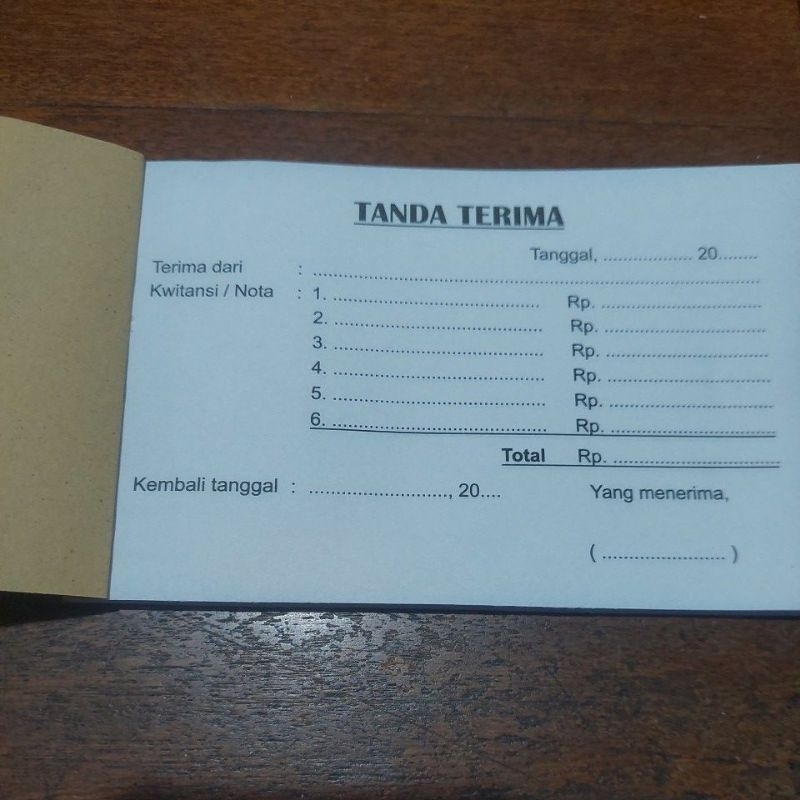 TANDA TERIMA
Tanggal, .................... 20........
Terima dari : ....................................................................................................
Kwitansi / Nota : 1. .............................................. Rp. ....................................
2. .............................................. Rp. ....................................
3. .............................................. Rp. ....................................
4. .............................................. Rp. ....................................
5. .............................................. Rp. ....................................
6. .............................................. Rp. ....................................
Total Rp. ....................................
Kembali tanggal : ..............................., 20....
Yang menerima,
( ........................... )